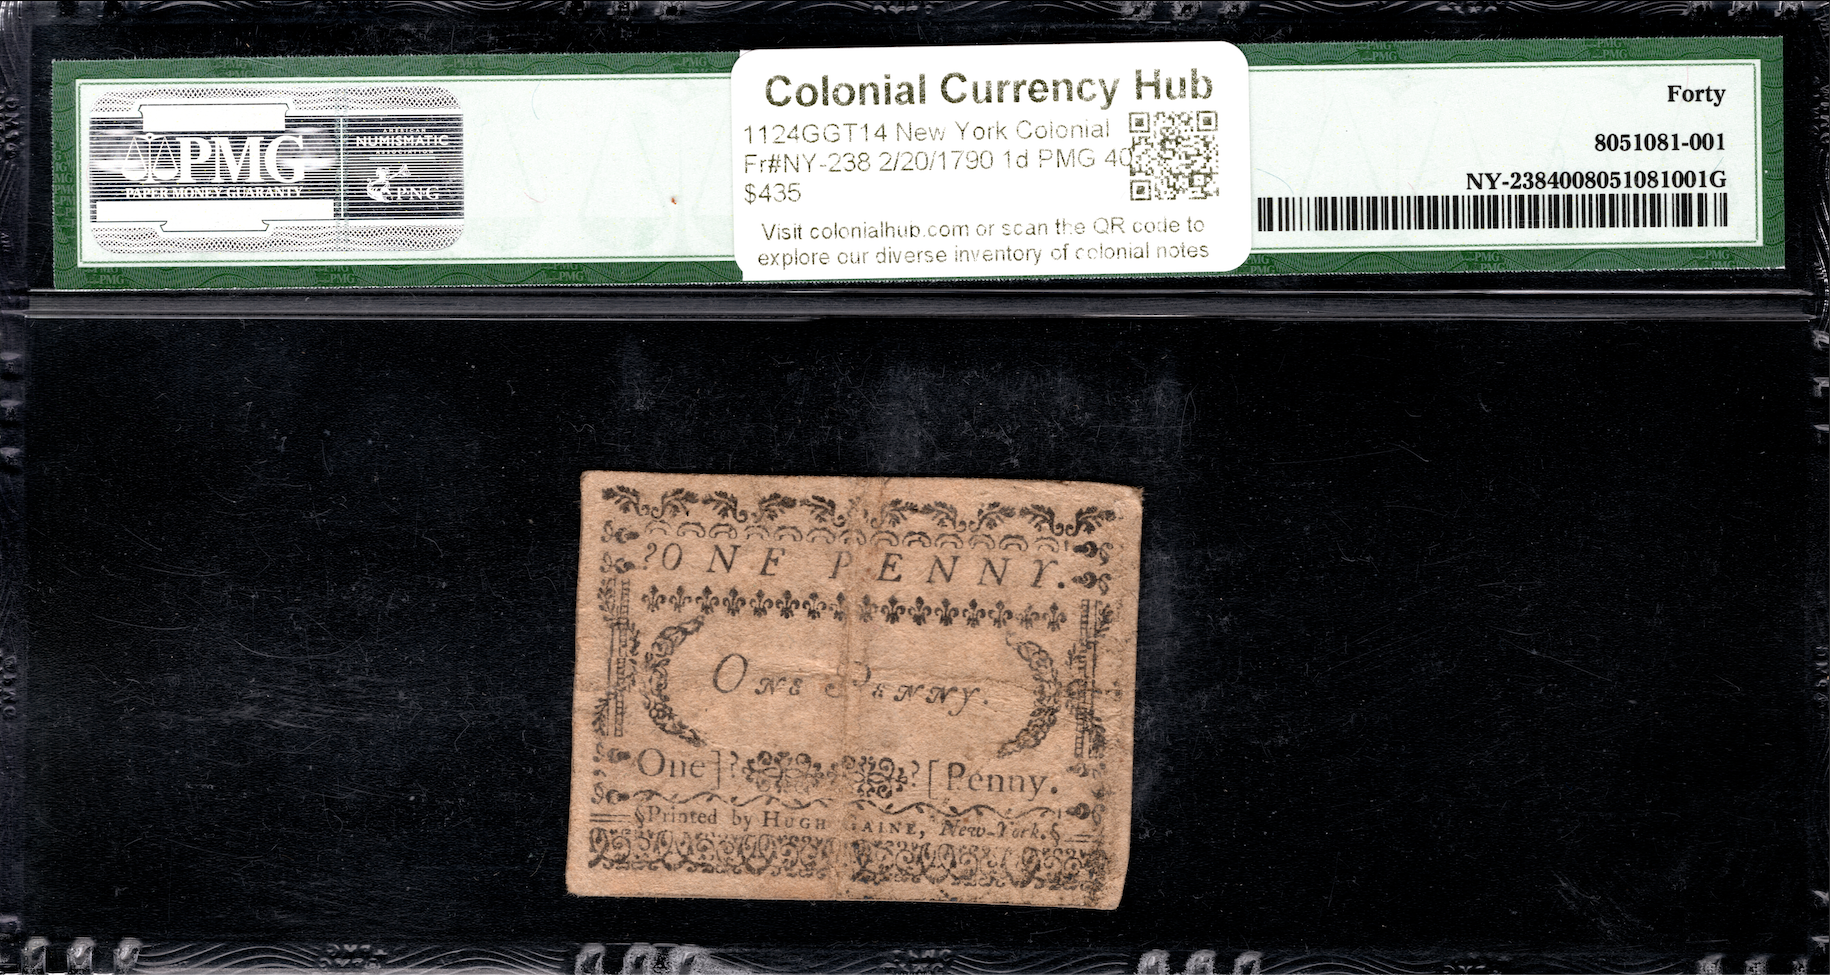 PMG
PAPER MONEY GUARANTY
AMERICAN
NUMISMATIC
ASSOCIATION
PNG
Colonial Currency Hub
1124GGT14 New York Colonial
Fr#NY-238 2/20/1790 1d PMG 40
$435
Visit colonialhub.com or scan the QR code to
explore our diverse inventory of colonial notes
Forty
8051081-001
NY-2384008051081001G
?ONE PENNY.
ONE PENNY.
One]? ?[Penny.
§Printed by HUGH GAINE, New-York.§